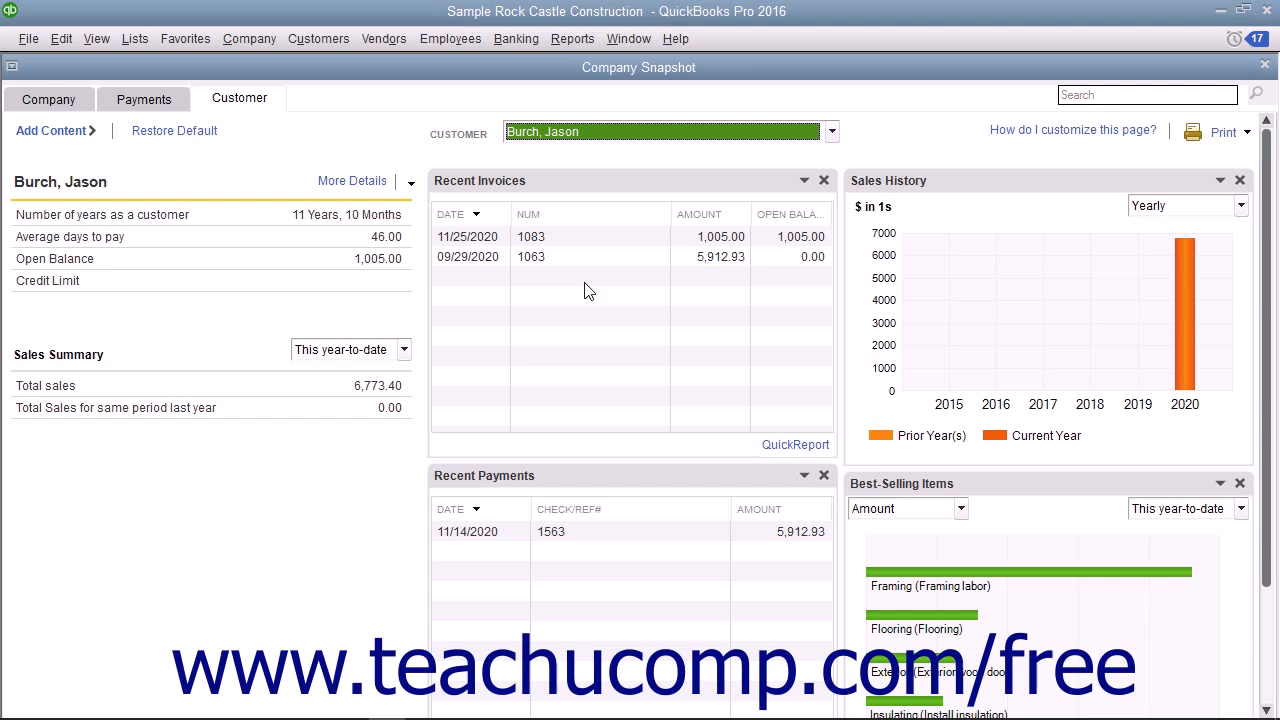 Sample Rock Castle Construction - QuickBooks Pro 2016
File Edit View Lists Favorites Company Customers Vendors Employees Banking Reports Window Help 17
Company Snapshot
Company Payments Customer Search
Add Content Restore Default CUSTOMER Burch, Jason How do I customize this page? Print
Burch, Jason More Details
Number of years as a customer 11 Years, 10 Months
Average days to pay 46.00
Open Balance 1,005.00
Credit Limit
Sales Summary This year-to-date
Total sales 6,773.40
Total Sales for same period last year 0.00
Recent Invoices
DATE NUM AMOUNT OPEN BALA...
11/25/2020 1083 1,005.00 1,005.00
09/29/2020 1063 5,912.93 0.00
QuickReport
Recent Payments
DATE CHECK/REF# AMOUNT
11/14/2020 1563 5,912.93
Sales History
$ in 1s Yearly
7000
6000
5000
4000
3000
2000
1000
0
2015 2016 2017 2018 2019 2020
Prior Year(s) Current Year
Best-Selling Items
Amount This year-to-date
Framing (Framing labor)
Flooring (Flooring)
Exterior (Exterior wood doo
Insulating (Install insulation)
www.teachucomp.com/free